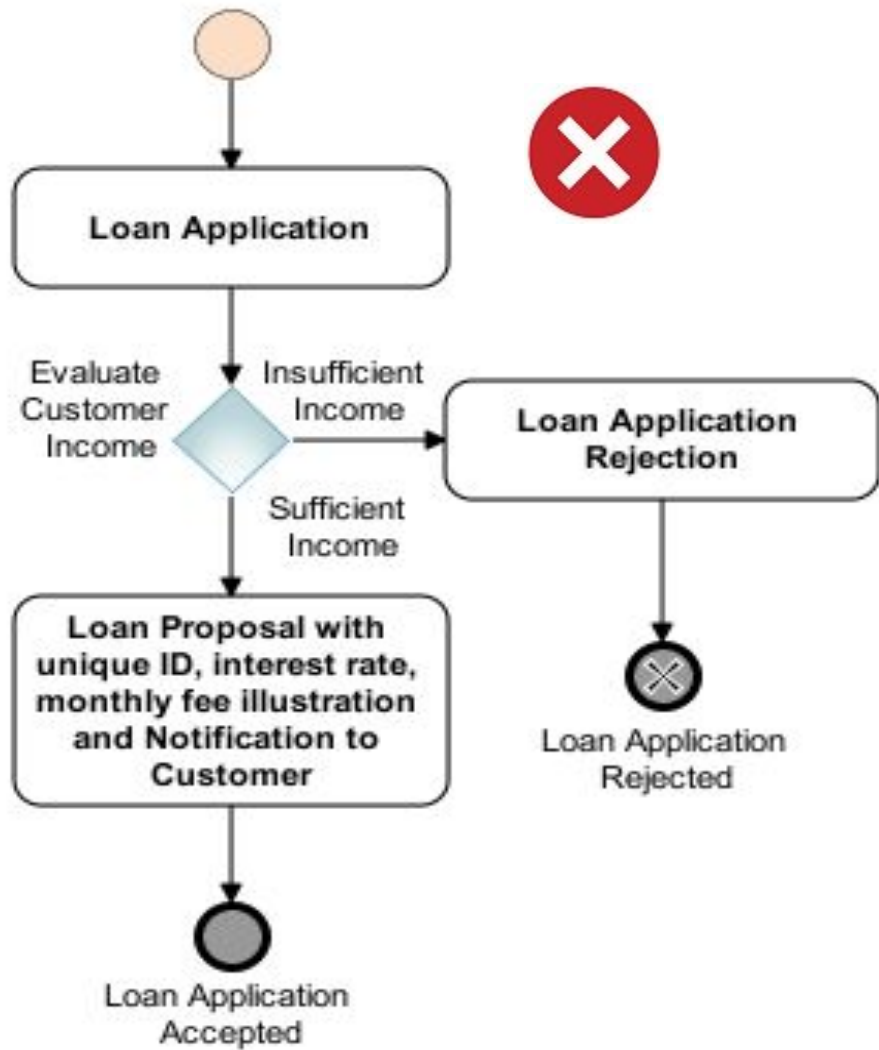 Loan Application
Evaluate
Customer
Income
Insufficient
Income
Loan Application
Rejection
Sufficient
Income
Loan Proposal with
unique ID, interest rate,
monthly fee illustration
and Notification to
Customer
Loan Application
Rejected
Loan Application
Accepted